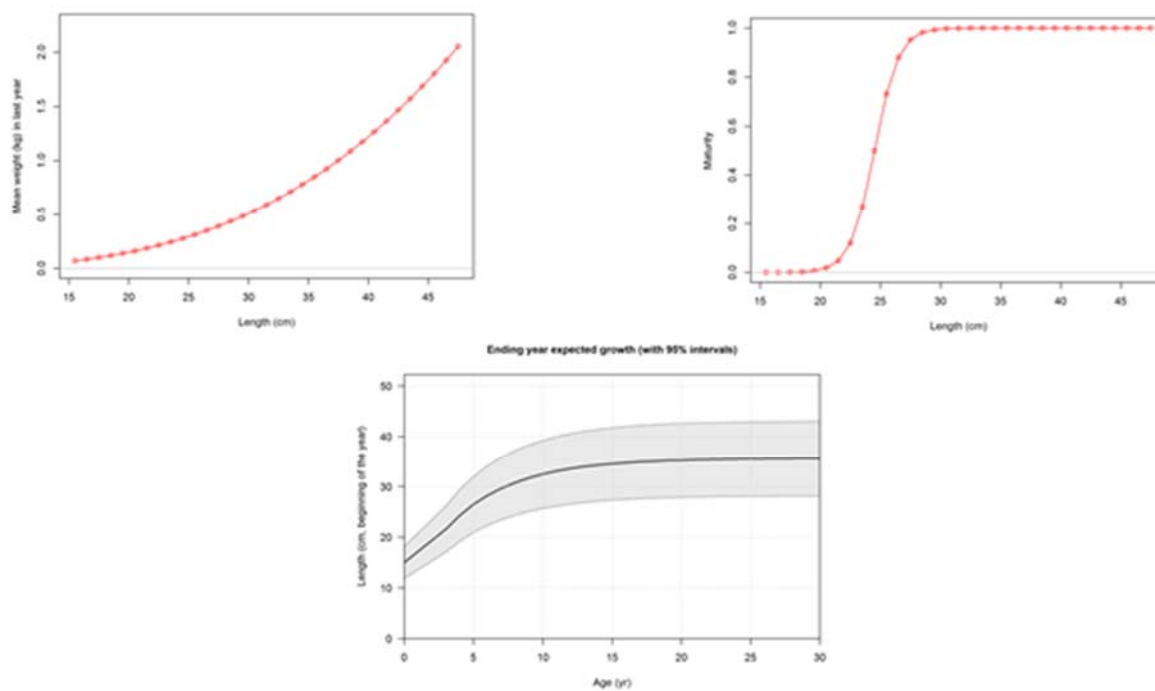 Mean weight (kg) in last year
2.0
1.5
1.0
0.5
0.0
15 20 25 30 35 40 45
Length (cm)
Maturity
1.0
0.8
0.6
0.4
0.2
0.0
15 20 25 30 35 40 45
Length (cm)
Ending year expected growth (with 95% intervals)
Length (cm, beginning of the year)
50
40
30
20
10
0
0 5 10 15 20 25 30
Age (yr)